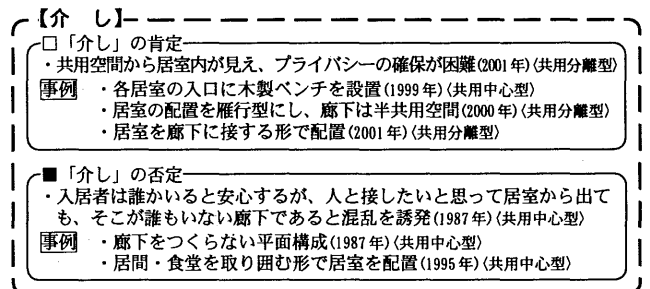 【介　し】
□「介し」の肯定
・共用空間から居室内が見え、プライバシーの確保が困難(2001年)〈共用分離型〉
事例　・各居室の入口に木製ベンチを設置(1999年)〈共用中心型〉
・居室の配置を雁行型にし、廊下は半共用空間(2000年)〈共用分離型〉
・居室を廊下に接する形で配置(2001年)〈共用分離型〉
■「介し」の否定
・入居者は誰かいると安心するが、人と接したいと思って居室から出て
も、そこが誰もいない廊下であると混乱を誘発(1987年)〈共用中心型〉
事例　・廊下をつくらない平面構成(1987年)〈共用中心型〉
・居間・食堂を取り囲む形で居室を配置(1995年)〈共用中心型〉